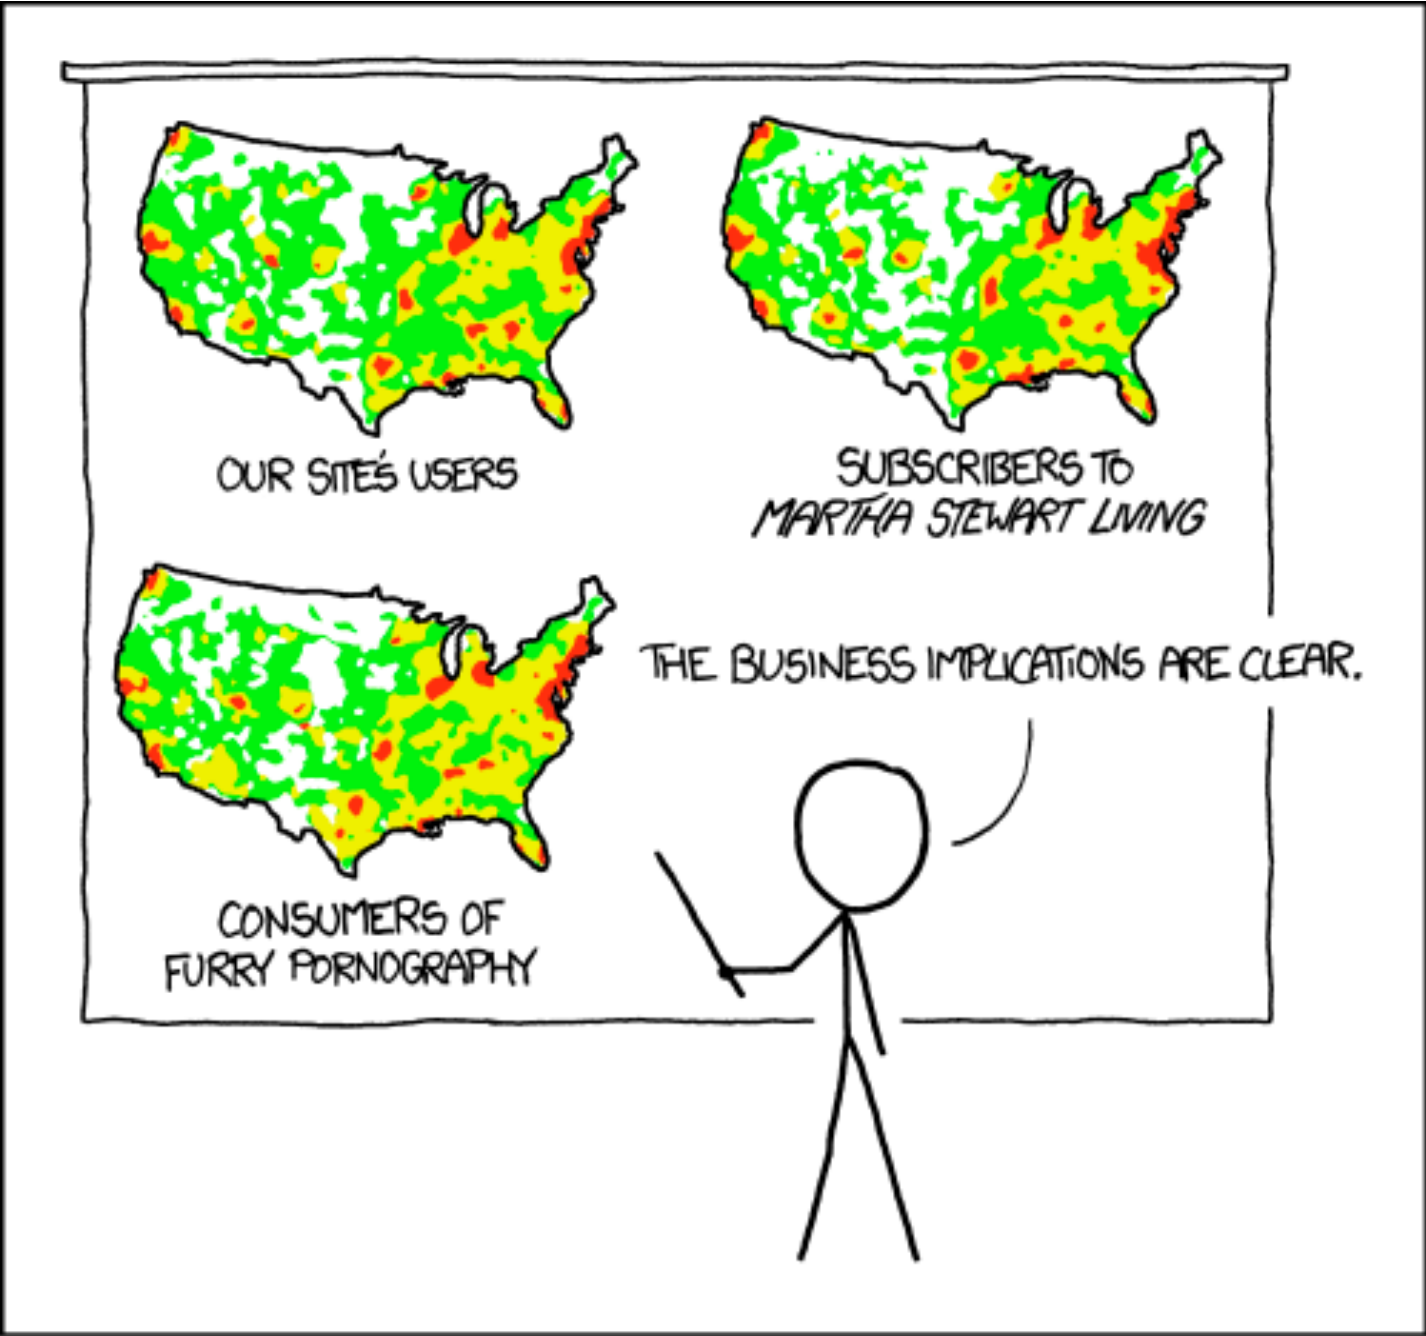 OUR SITE'S USERS
SUBSCRIBERS TO
MARTHA STEWART LIVING
CONSUMERS OF
FURRY PORNOGRAPHY
THE BUSINESS IMPLICATIONS ARE CLEAR.